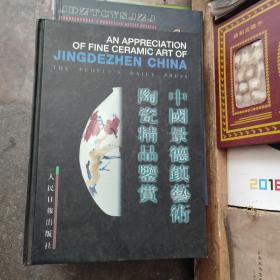 JDZTCYSJZJ
AN APPRECIATION
OF FINE CERAMIC ART OF
JINGDEZHEN CHINA
THE PEOPLE'S DAILY PRESS
中國景德鎮藝術
陶瓷精品鑒賞
人民日報出版社
2018